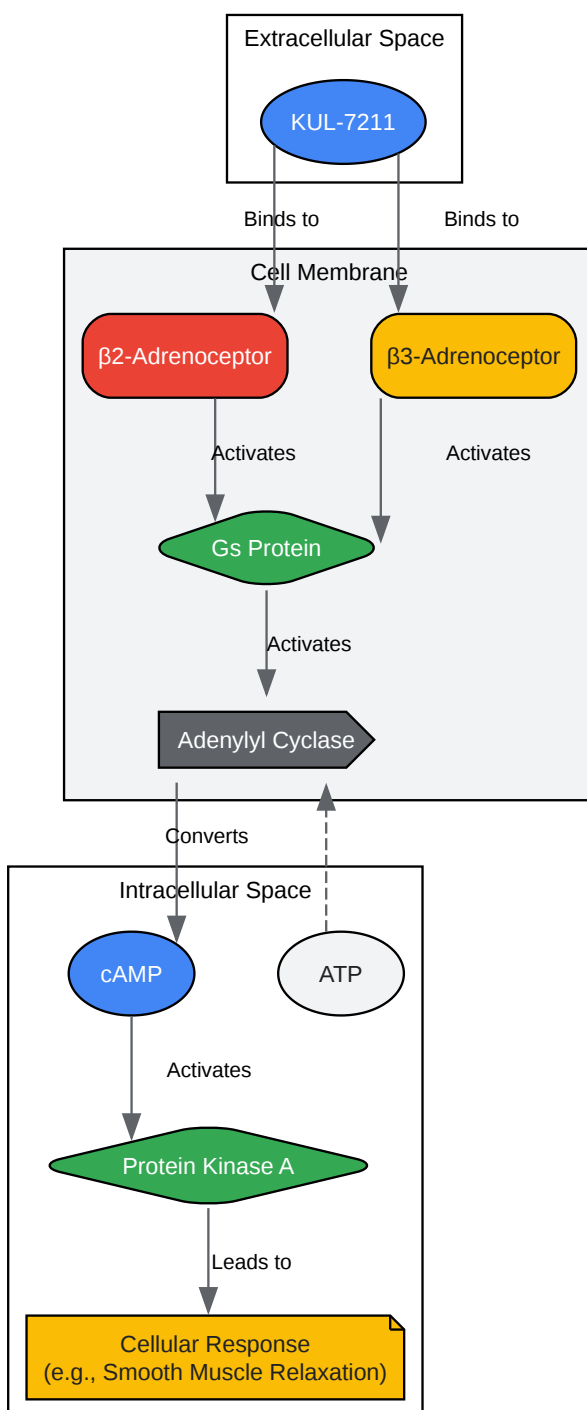 Extracellular Space
KUL-7211
Binds to
Binds to
Cell Membrane
β2-Adrenoceptor
β3-Adrenoceptor
Activates
Activates
Gs Protein
Activates
Adenylyl Cyclase
Converts
Intracellular Space
cAMP
ATP
Activates
Protein Kinase A
Leads to
Cellular Response
(e.g., Smooth Muscle Relaxation)